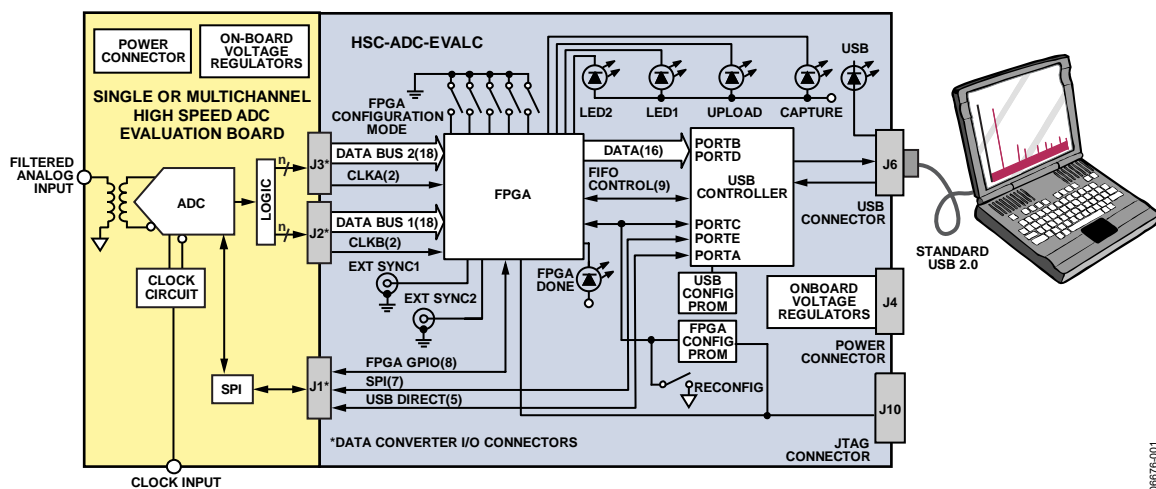 POWER
CONNECTOR
ON-BOARD
VOLTAGE
REGULATORS
SINGLE OR MULTICHANNEL
HIGH SPEED ADC
EVALUATION BOARD
FILTERED
ANALOG
INPUT
ADC
LOGIC
n
n
CLOCK
CIRCUIT
SPI
CLOCK INPUT
HSC-ADC-EVALC
FPGA
CONFIGURATION
MODE
J3*
DATA BUS 2(18)
CLKA(2)
J2*
DATA BUS 1(18)
CLKB(2)
EXT SYNC1
EXT SYNC2
J1*
FPGA GPIO(8)
SPI(7)
USB DIRECT(5)
*DATA CONVERTER I/O CONNECTORS
FPGA
LED2
LED1
UPLOAD
CAPTURE
USB
DATA(16)
FIFO
CONTROL(9)
PORTB
PORTD
USB
CONTROLLER
PORTC
PORTE
PORTA
FPGA
DONE
USB
CONFIG
PROM
FPGA
CONFIG
PROM
RECONFIG
J6
USB
CONNECTOR
STANDARD
USB 2.0
ONBOARD
VOLTAGE
REGULATORS
J4
POWER
CONNECTOR
J10
JTAG
CONNECTOR
06676-001